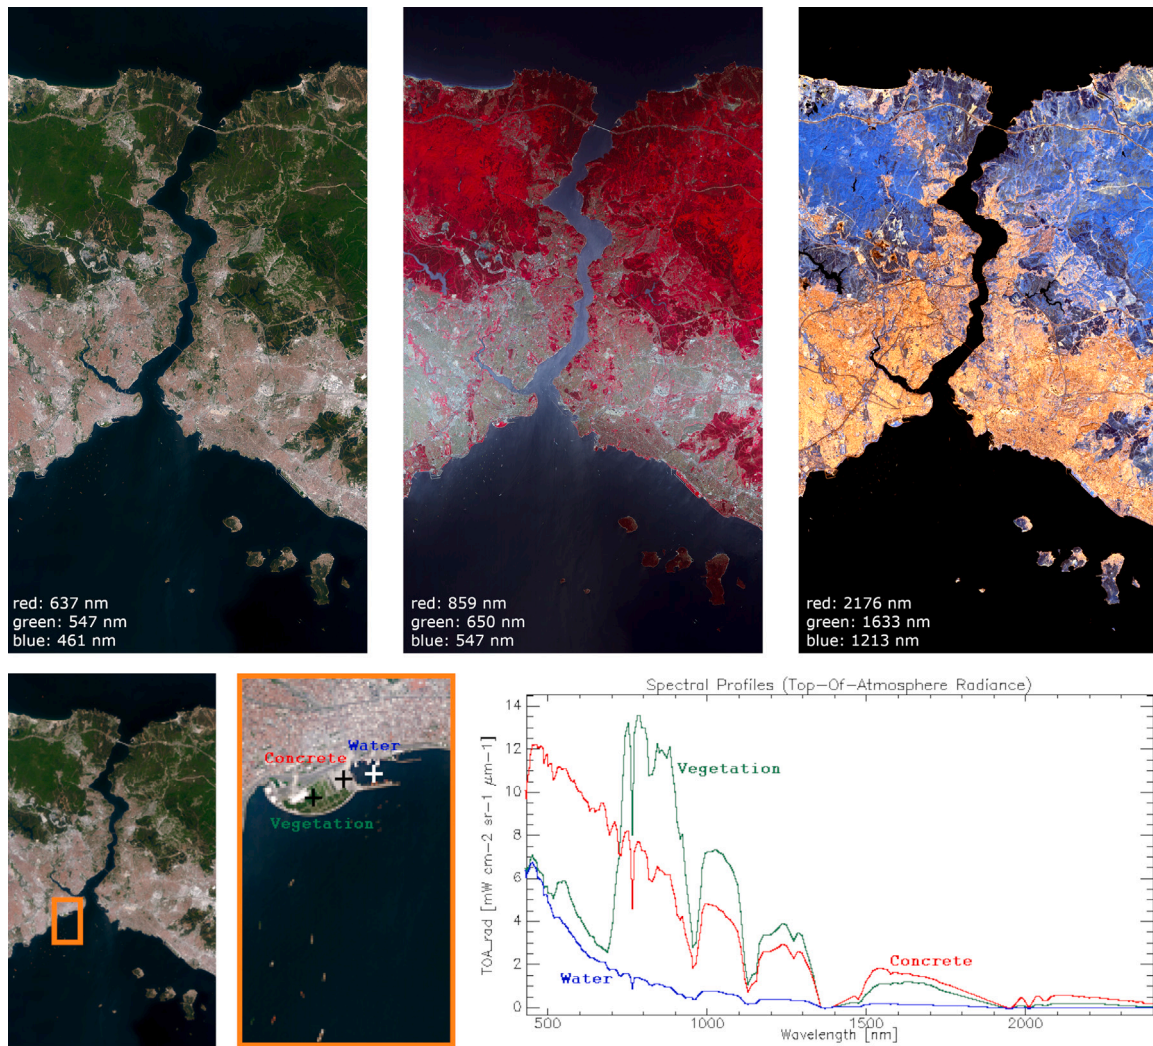 red: 637 nm
green: 547 nm
blue: 461 nm
red: 859 nm
green: 650 nm
blue: 547 nm
red: 2176 nm
green: 1633 nm
blue: 1213 nm
Water
Concrete
Vegetation
Spectral Profiles (Top-Of-Atmosphere Radiance)
TOA_rad [mW cm-2 sr-1 µm-1]
14
12
10
8
6
4
2
0
Vegetation
Concrete
Water
500
1000
1500
2000
Wavelength [nm]